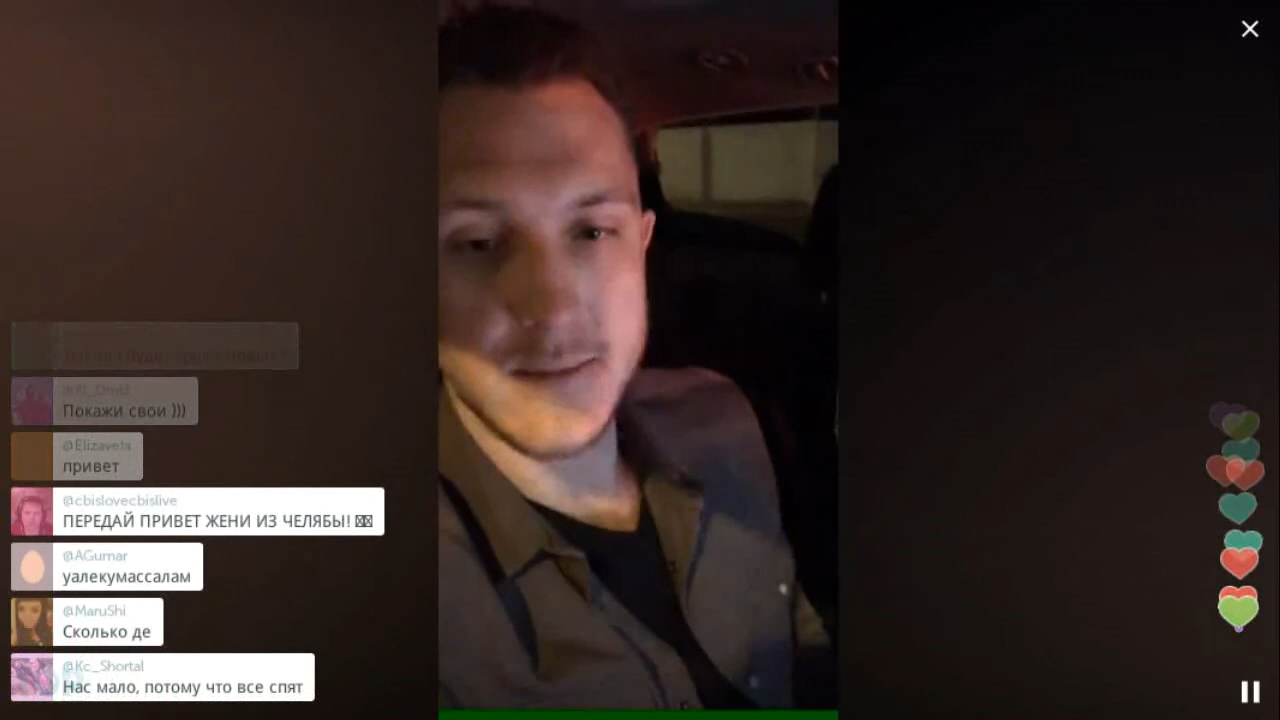 Покажи свои )))
@Elizaveta
привет
@cbislovecbislive
ПЕРЕДАЙ ПРИВЕТ ЖЕНИ ИЗ ЧЕЛЯБЫ!
@AGumar
уалекумассалам
@MaruShi
Сколько де
@Kc_Shortal
Нас мало, потому что все спят